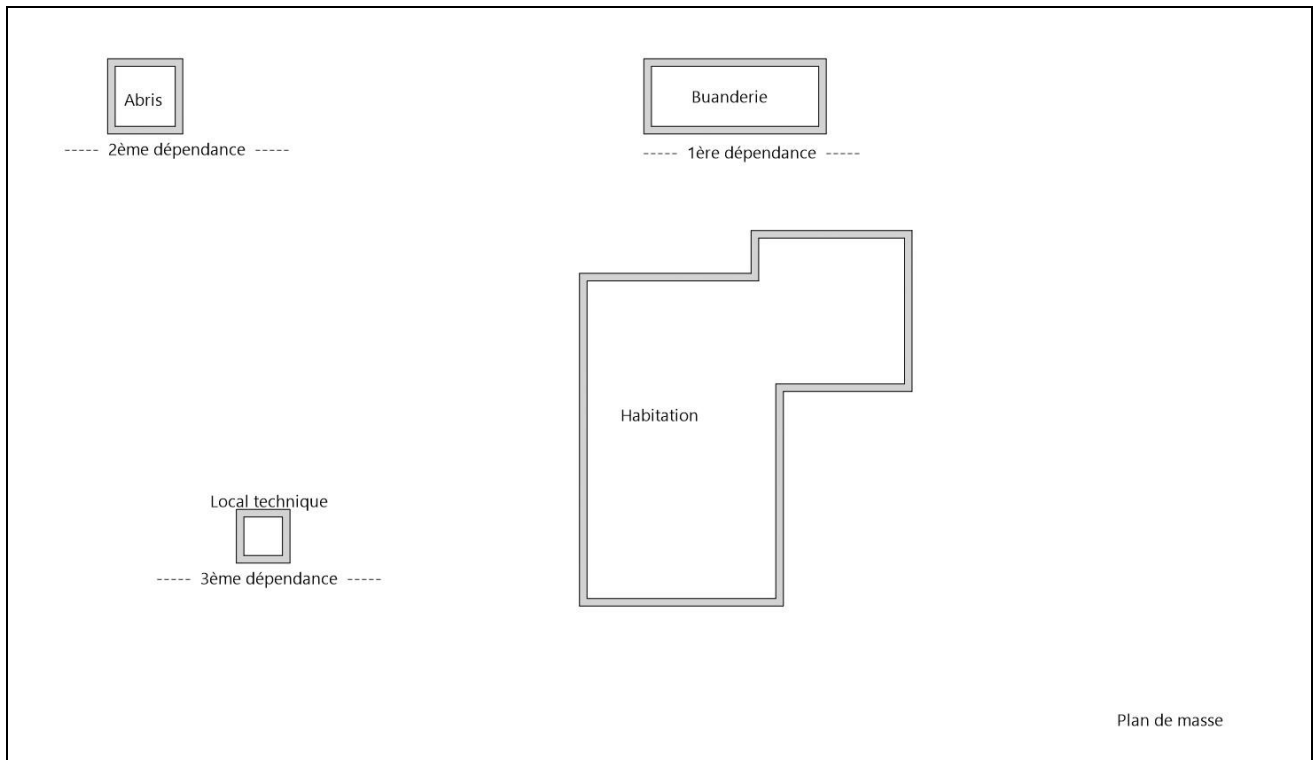 Abris
----- 2ème dépendance -----
Buanderie
----- 1ère dépendance -----
Habitation
Local technique
----- 3ème dépendance -----
Plan de masse